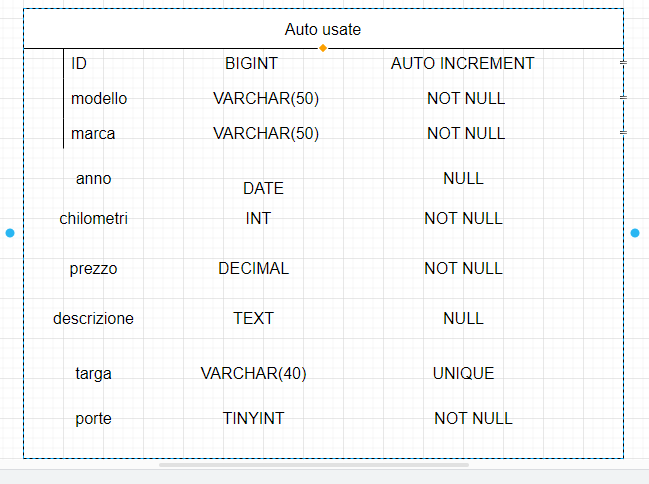 Auto usate
ID BIGINT AUTO INCREMENT
modello VARCHAR(50) NOT NULL
marca VARCHAR(50) NOT NULL
anno DATE NULL
chilometri INT NOT NULL
prezzo DECIMAL NOT NULL
descrizione TEXT NULL
targa VARCHAR(40) UNIQUE
porte TINYINT NOT NULL